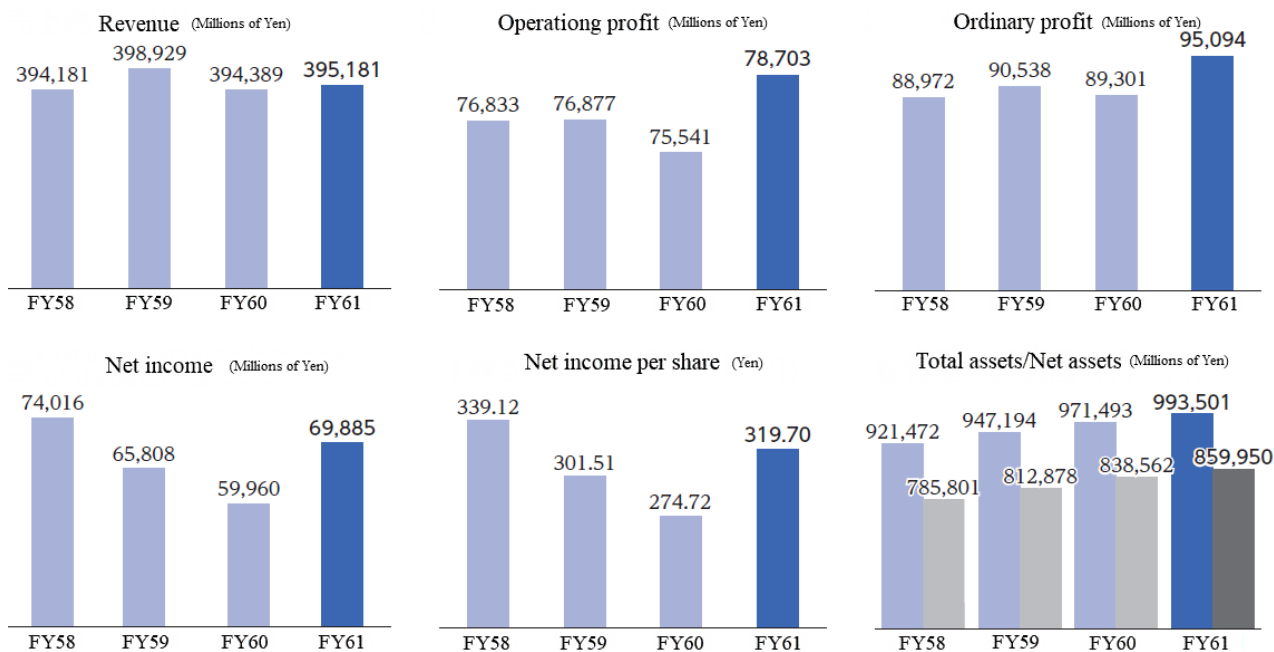 Revenue (Millions of Yen)
394,181
398,929
394,389
395,181
FY58
FY59
FY60
FY61
Operationg profit (Millions of Yen)
76,833
76,877
75,541
78,703
FY58
FY59
FY60
FY61
Ordinary profit (Millions of Yen)
88,972
90,538
89,301
95,094
FY58
FY59
FY60
FY61
Net income (Millions of Yen)
74,016
65,808
59,960
69,885
FY58
FY59
FY60
FY61
Net income per share (Yen)
339.12
301.51
274.72
319.70
FY58
FY59
FY60
FY61
Total assets/Net assets (Millions of Yen)
921,472
785,801
947,194
812,878
971,493
838,562
993,501
859,950
FY58
FY59
FY60
FY61